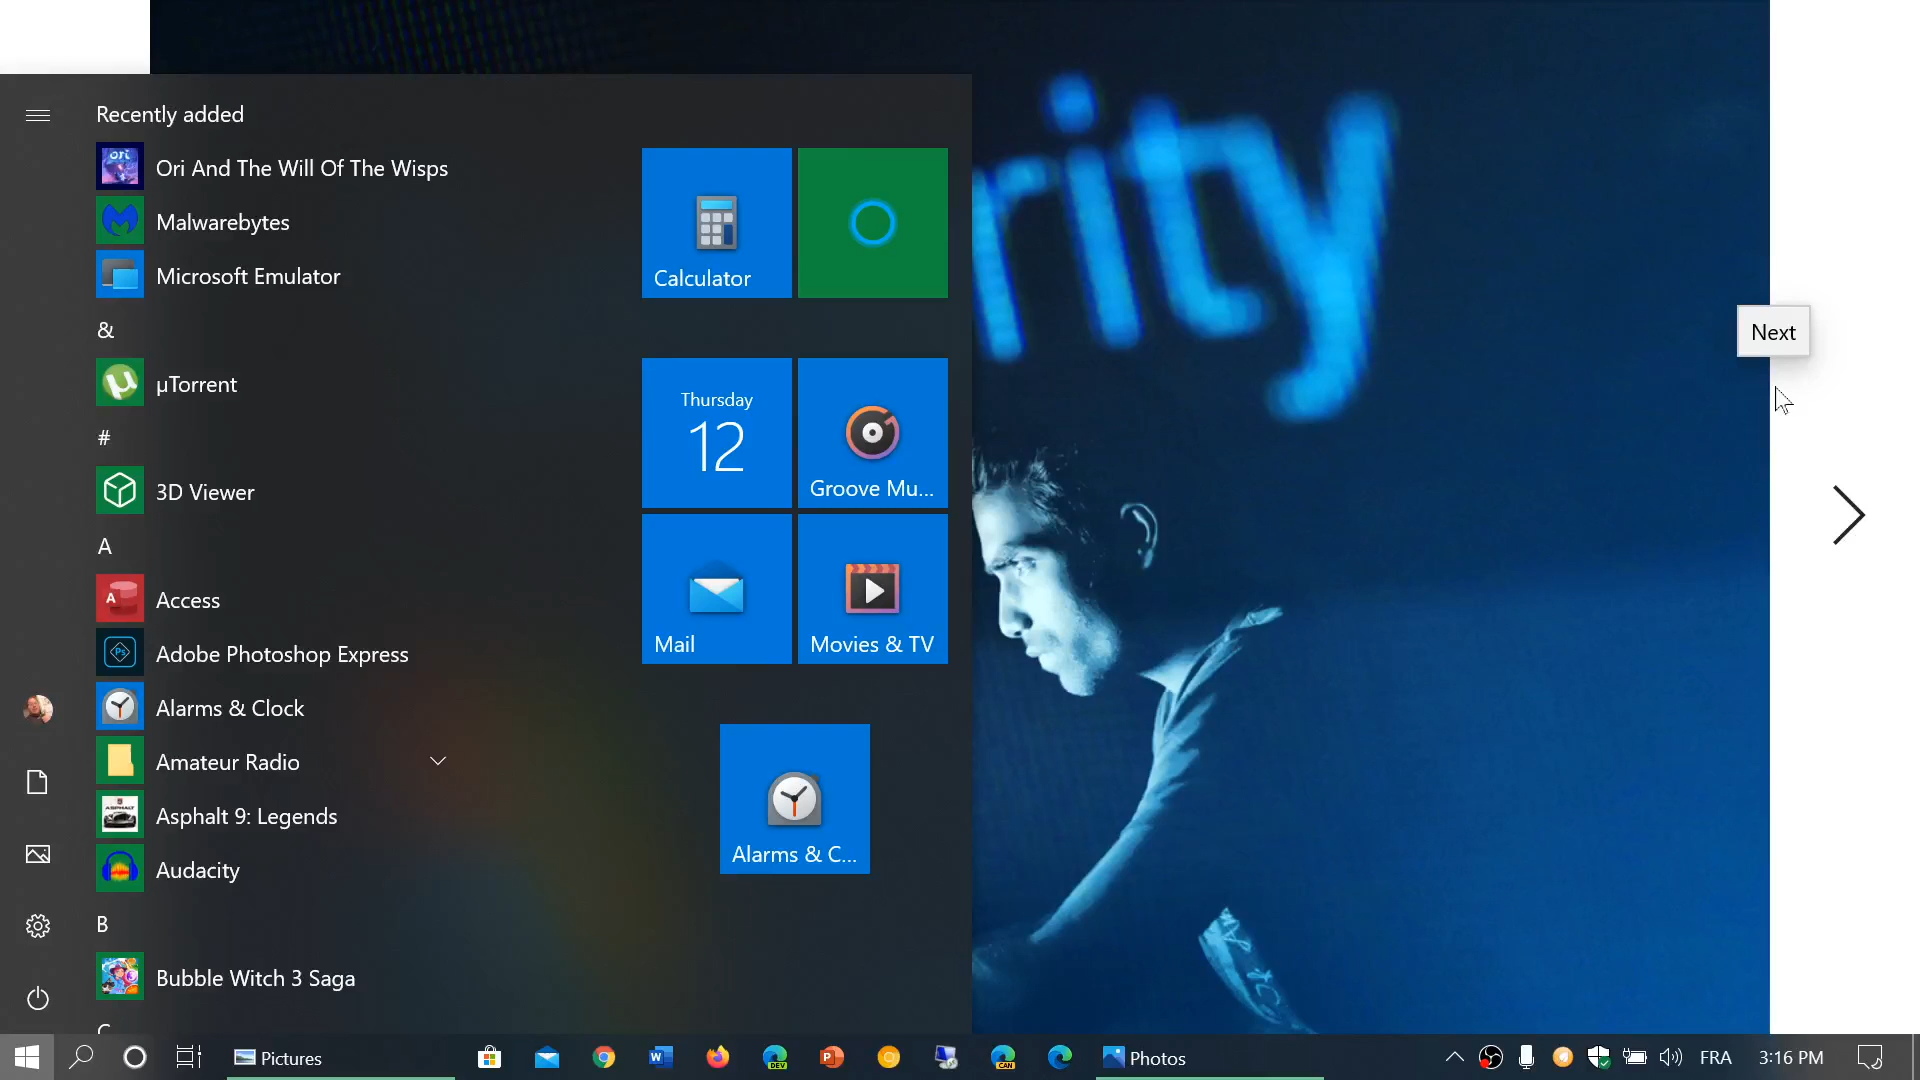 Recently added
Ori And The Will Of The Wisps
Malwarebytes
Microsoft Emulator
&
µTorrent
#
3D Viewer
A
Access
Adobe Photoshop Express
Alarms & Clock
Amateur Radio
Asphalt 9: Legends
Audacity
B
Bubble Witch 3 Saga
C
Calculator
Thursday
12
Groove Mu...
Mail
Movies & TV
Alarms & C...
rity
Next
Pictures
Photos
FRA
3:16 PM